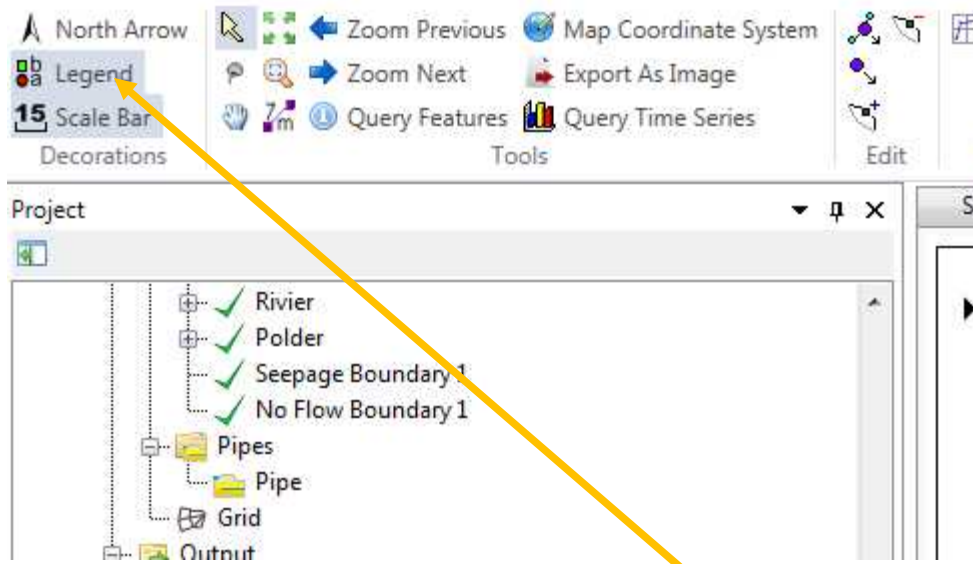 North Arrow Zoom Previous Map Coordinate System
Legend Zoom Next Export As Image
15 Scale Bar Query Features Query Time Series
Decorations Tools Edit
Project S
Rivier
Polder
Seepage Boundary 1
No Flow Boundary 1
Pipes
Pipe
Grid
Output